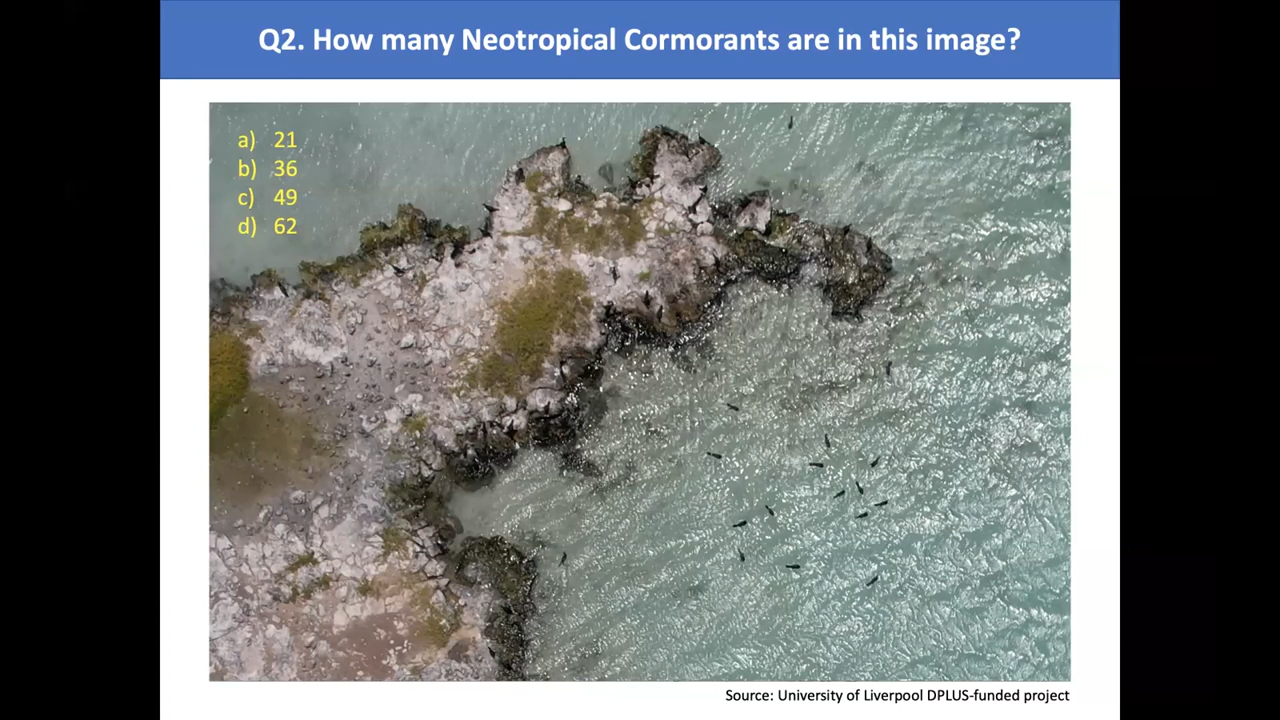 Q2. How many Neotropical Cormorants are in this image?
a) 21
b) 36
c) 49
d) 62
Source: University of Liverpool DPLUS-funded project